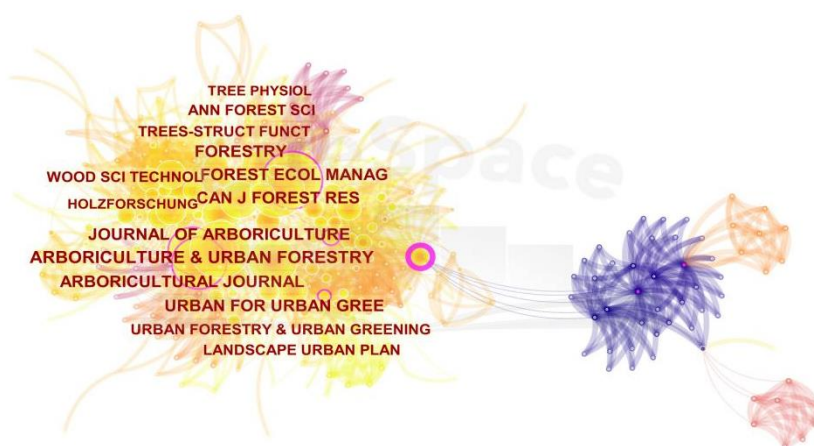 TREE PHYSIOL
ANN FOREST SCI
TREES-STRUCT FUNCT
FORESTRY
WOOD SCI TECHNOL
FOREST ECOL MANAG
HOLZFORSCHUNG
CAN J FOREST RES
JOURNAL OF ARBORICULTURE
ARBORICULTURE & URBAN FORESTRY
ARBORICULTURAL JOURNAL
URBAN FOR URBAN GREE
URBAN FORESTRY & URBAN GREENING
LANDSCAPE URBAN PLAN